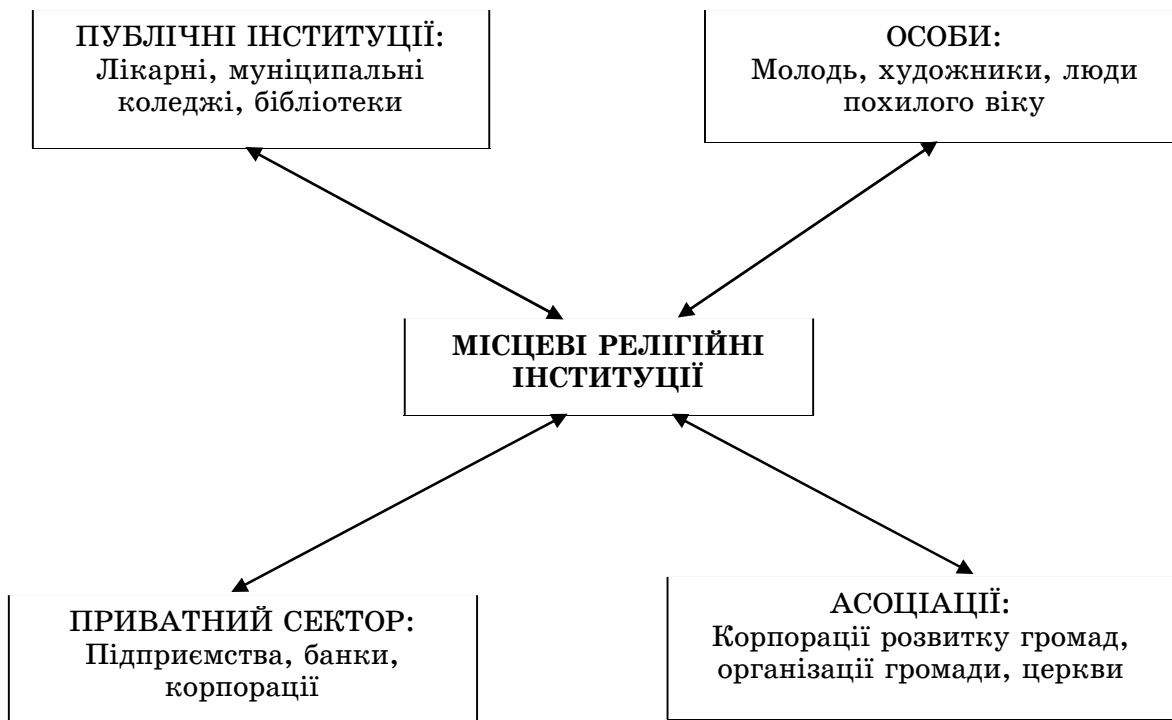 ПУБЛІЧНІ ІНСТИТУЦІЇ:
Лікарні, муніципальні
коледжі, бібліотеки
ОСОБИ:
Молодь, художники, люди
похилого віку
МІСЦЕВІ РЕЛІГІЙНІ
ІНСТИТУЦІЇ
ПРИВАТНИЙ СЕКТОР:
Підприємства, банки,
корпорації
АСОЦІАЦІЇ:
Корпорації розвитку громад,
організації громади, церкви